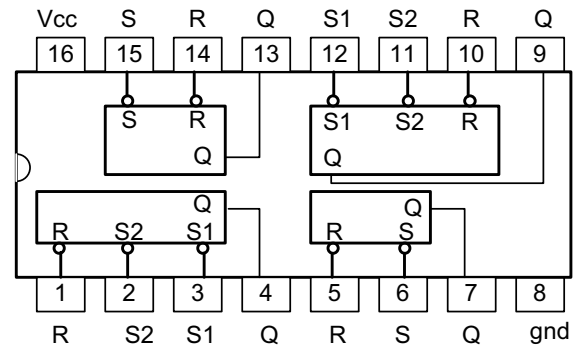 Vcc S R Q S1 S2 R Q
16 15 14 13 12 11 10 9
S R S1 S2 R
Q Q
Q Q
R S2 S1 R S
1 2 3 4 5 6 7 8
R S2 S1 Q R S Q gnd